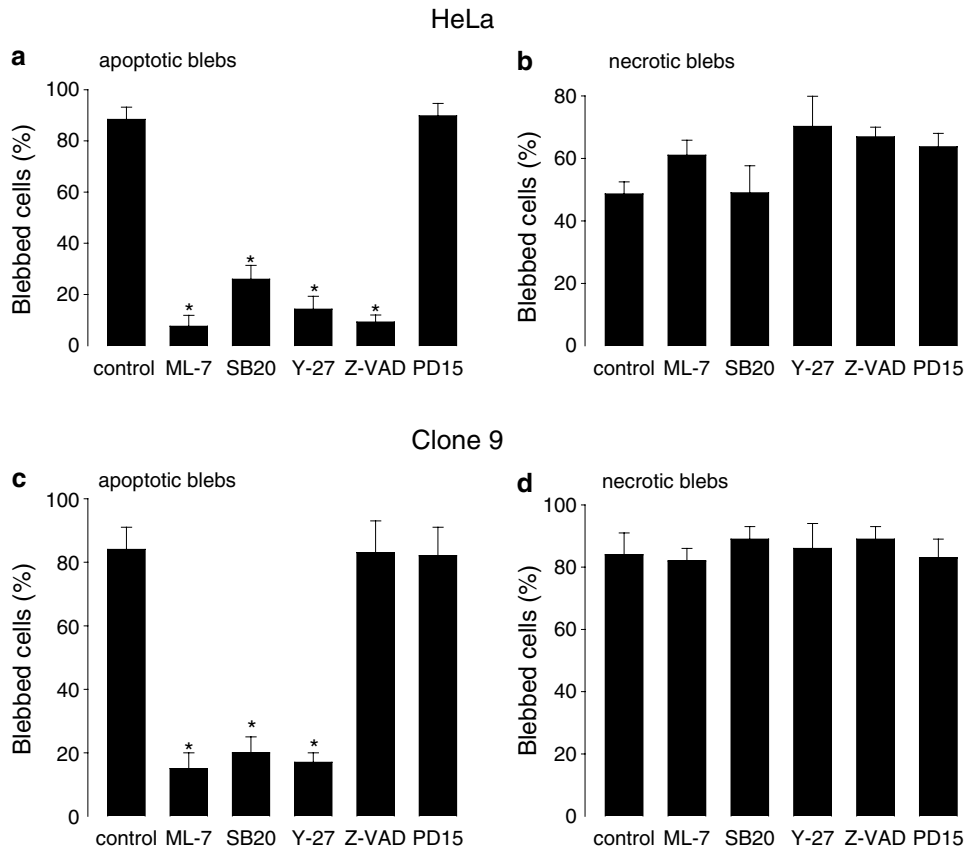 HeLa
a apoptotic blebs
Blebbed cells (%)
100
80
60
40
20
0
* * * *
control ML-7 SB20 Y-27 Z-VAD PD15
b necrotic blebs
Blebbed cells (%)
80
60
40
20
0
control ML-7 SB20 Y-27 Z-VAD PD15
Clone 9
c apoptotic blebs
Blebbed cells (%)
100
80
60
40
20
0
* * *
control ML-7 SB20 Y-27 Z-VAD PD15
d necrotic blebs
Blebbed cells (%)
100
80
60
40
20
0
control ML-7 SB20 Y-27 Z-VAD PD15